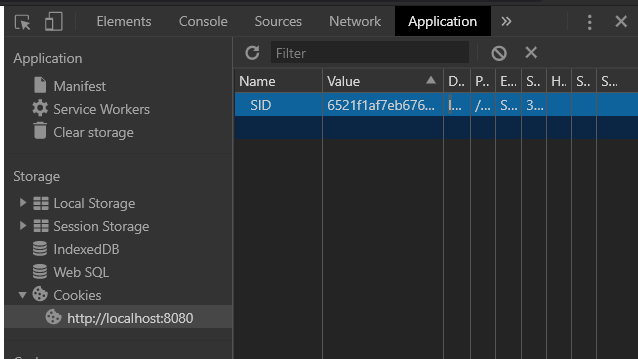 Elements Console Sources Network Application »
Application
Manifest
Service Workers
Clear storage
Storage
Local Storage
Session Storage
IndexedDB
Web SQL
Cookies
http://localhost:8080
Filter
Name Value D.. P.. E.. S.. H.. S... S...
SID 6521f1af7eb676... l... /... S... 3...